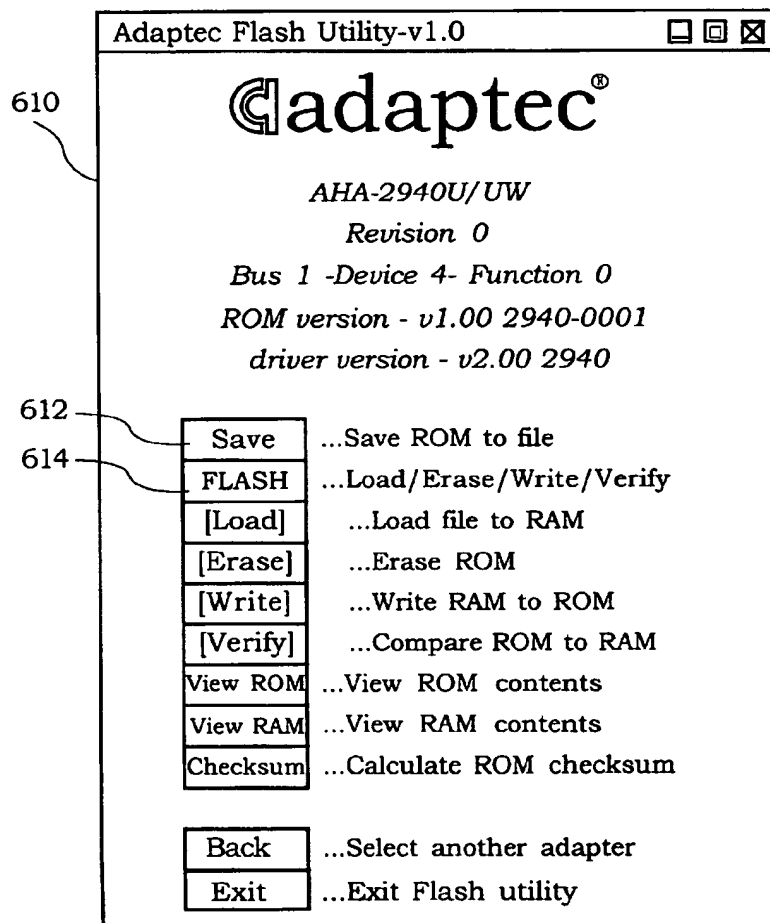 Adaptec Flash Utility-v1.0
610
adaptec®
AHA-2940U/UW
Revision 0
Bus 1 -Device 4- Function 0
ROM version - v1.00 2940-0001
driver version - v2.00 2940
612
Save ...Save ROM to file
614
FLASH ...Load/Erase/Write/Verify
[Load] ...Load file to RAM
[Erase] ...Erase ROM
[Write] ...Write RAM to ROM
[Verify] ...Compare ROM to RAM
View ROM ...View ROM contents
View RAM ...View RAM contents
Checksum ...Calculate ROM checksum
Back ...Select another adapter
Exit ...Exit Flash utility